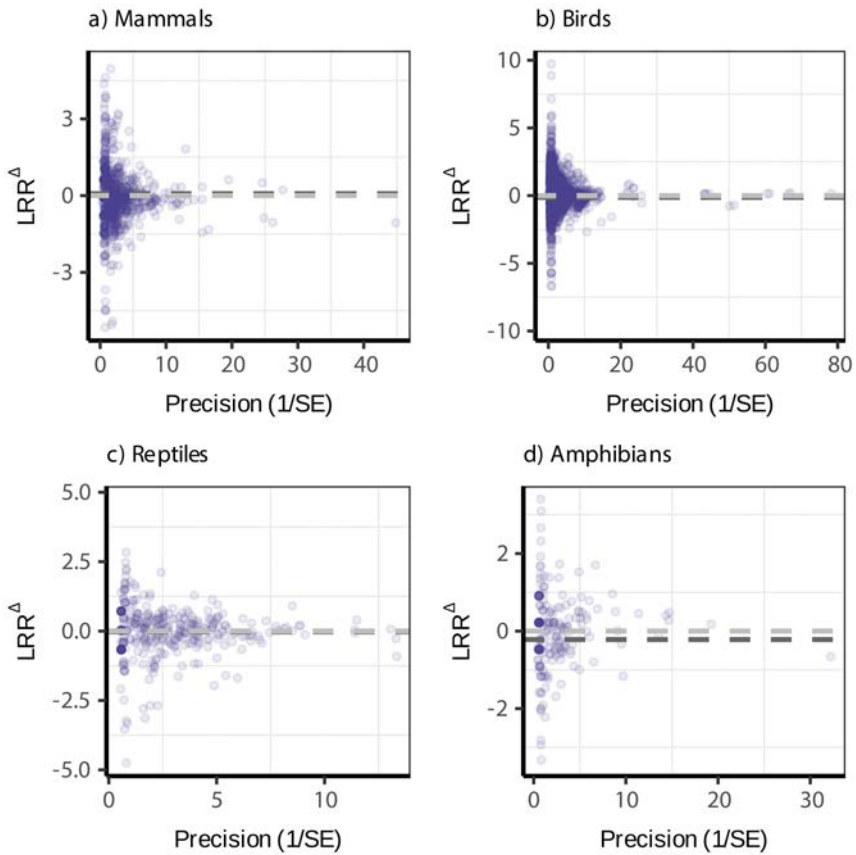 a) Mammals
LRR^Δ
3
0
-3
0 10 20 30 40
Precision (1/SE)
b) Birds
LRR^Δ
10
5
0
-5
-10
0 20 40 60 80
Precision (1/SE)
c) Reptiles
LRR^Δ
5.0
2.5
0.0
-2.5
-5.0
0 5 10
Precision (1/SE)
d) Amphibians
LRR^Δ
2
0
-2
0 10 20 30
Precision (1/SE)